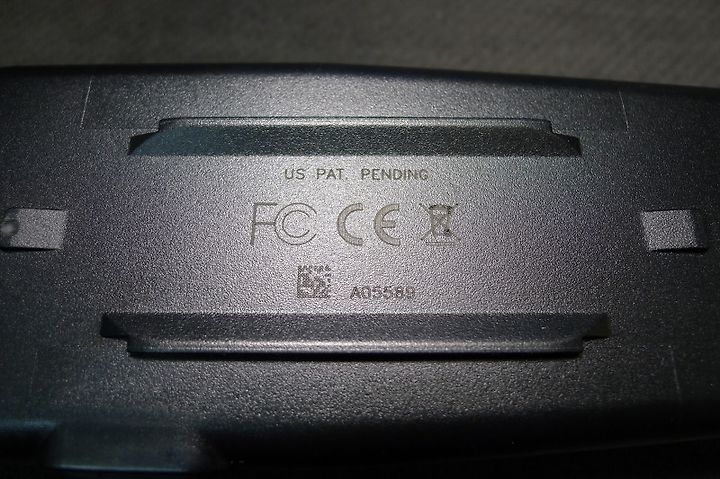 US PAT. PENDING
FC CE
A05589